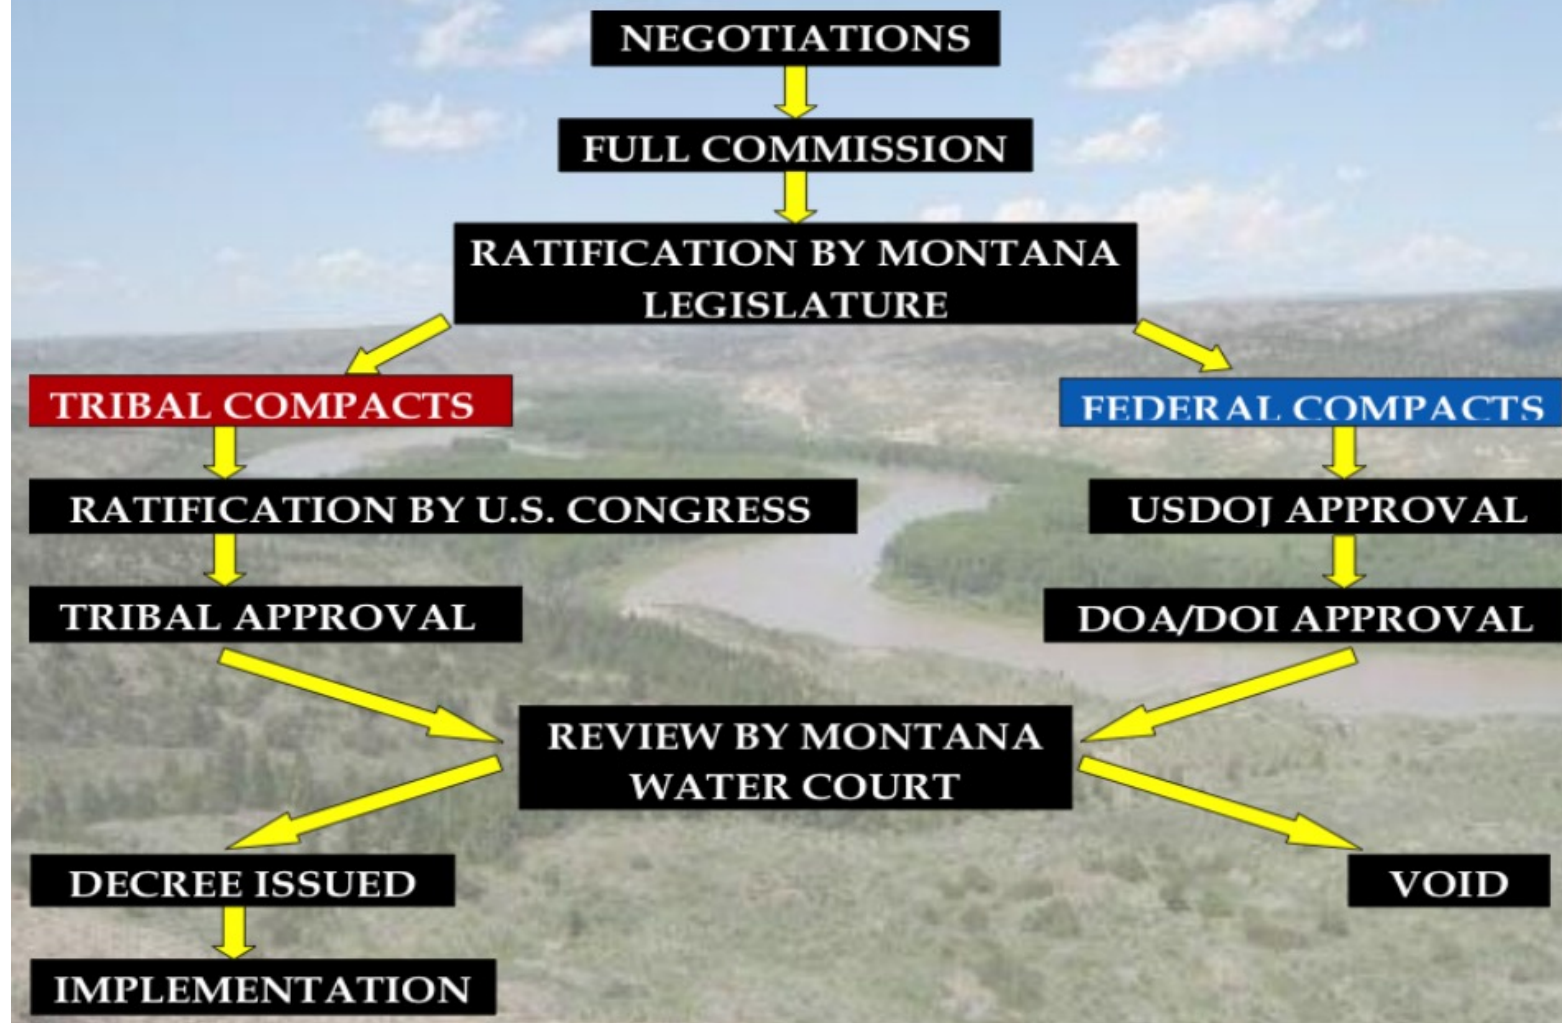 NEGOTIATIONS
FULL COMMISSION
RATIFICATION BY MONTANA
LEGISLATURE
TRIBAL COMPACTS
FEDERAL COMPACTS
RATIFICATION BY U.S. CONGRESS
USDOJ APPROVAL
TRIBAL APPROVAL
DOA/DOI APPROVAL
REVIEW BY MONTANA
WATER COURT
DECREE ISSUED
VOID
IMPLEMENTATION